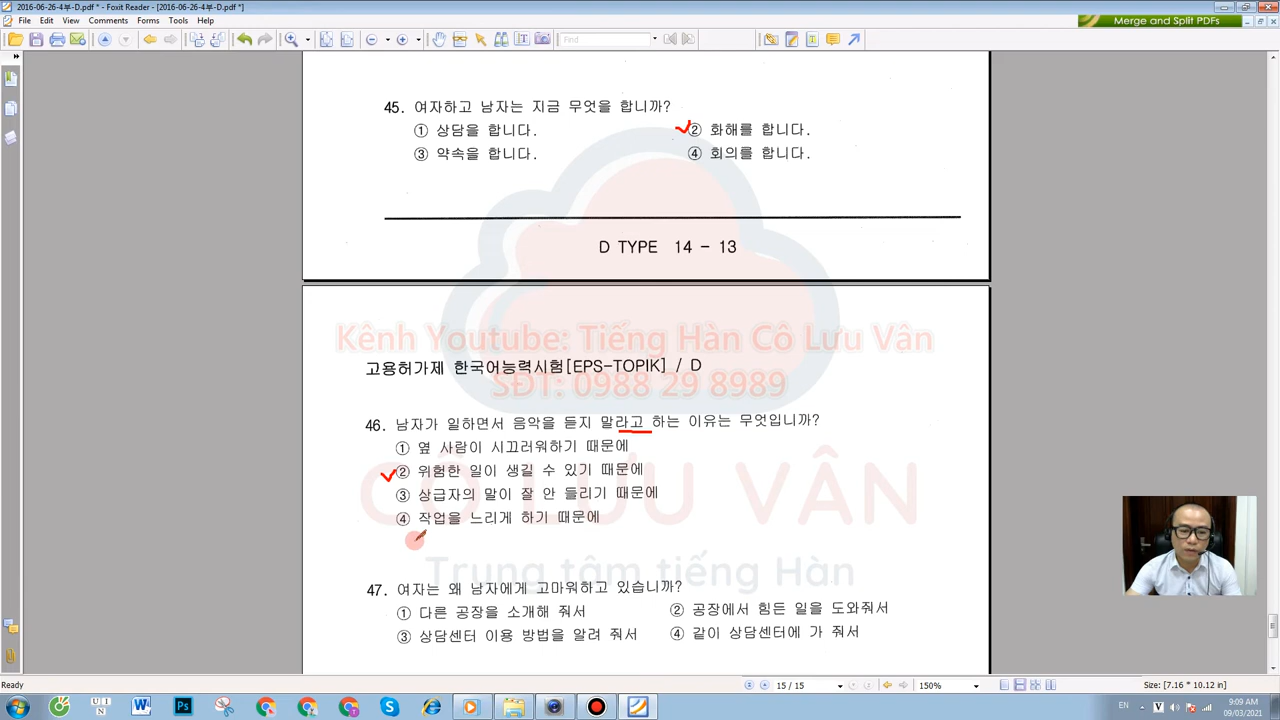 2016-06-26-4부-D.pdf * - Foxit Reader - [2016-06-26-4부-D.pdf *]
File Edit View Comments Forms Tools Help
Merge and Split PDFs
Find
45. 여자하고 남자는 지금 무엇을 합니까?
① 상담을 합니다. ② 화해를 합니다.
③ 약속을 합니다. ④ 회의를 합니다.
D TYPE 14 - 13
Kênh Youtube: Tiếng Hàn Cô Lưu Vân
고용허가제 한국어능력시험[EPS-TOPIK] / D
SĐT: 0988 29 8989
46. 남자가 일하면서 음악을 듣지 말라고 하는 이유는 무엇입니까?
① 옆 사람이 시끄러워하기 때문에
② 위험한 일이 생길 수 있기 때문에
③ 상급자의 말이 잘 안 들리기 때문에
CÔ LƯU VÂN
④ 작업을 느리게 하기 때문에
Trung tâm tiếng Hàn
47. 여자는 왜 남자에게 고마워하고 있습니까?
① 다른 공장을 소개해 줘서 ② 공장에서 힘든 일을 도와줘서
③ 상담센터 이용 방법을 알려 줘서 ④ 같이 상담센터에 가 줘서
Ready 15 / 15 150% Size: [7.16 * 10.12 in]
EN 9:09 AM
09/03/2021